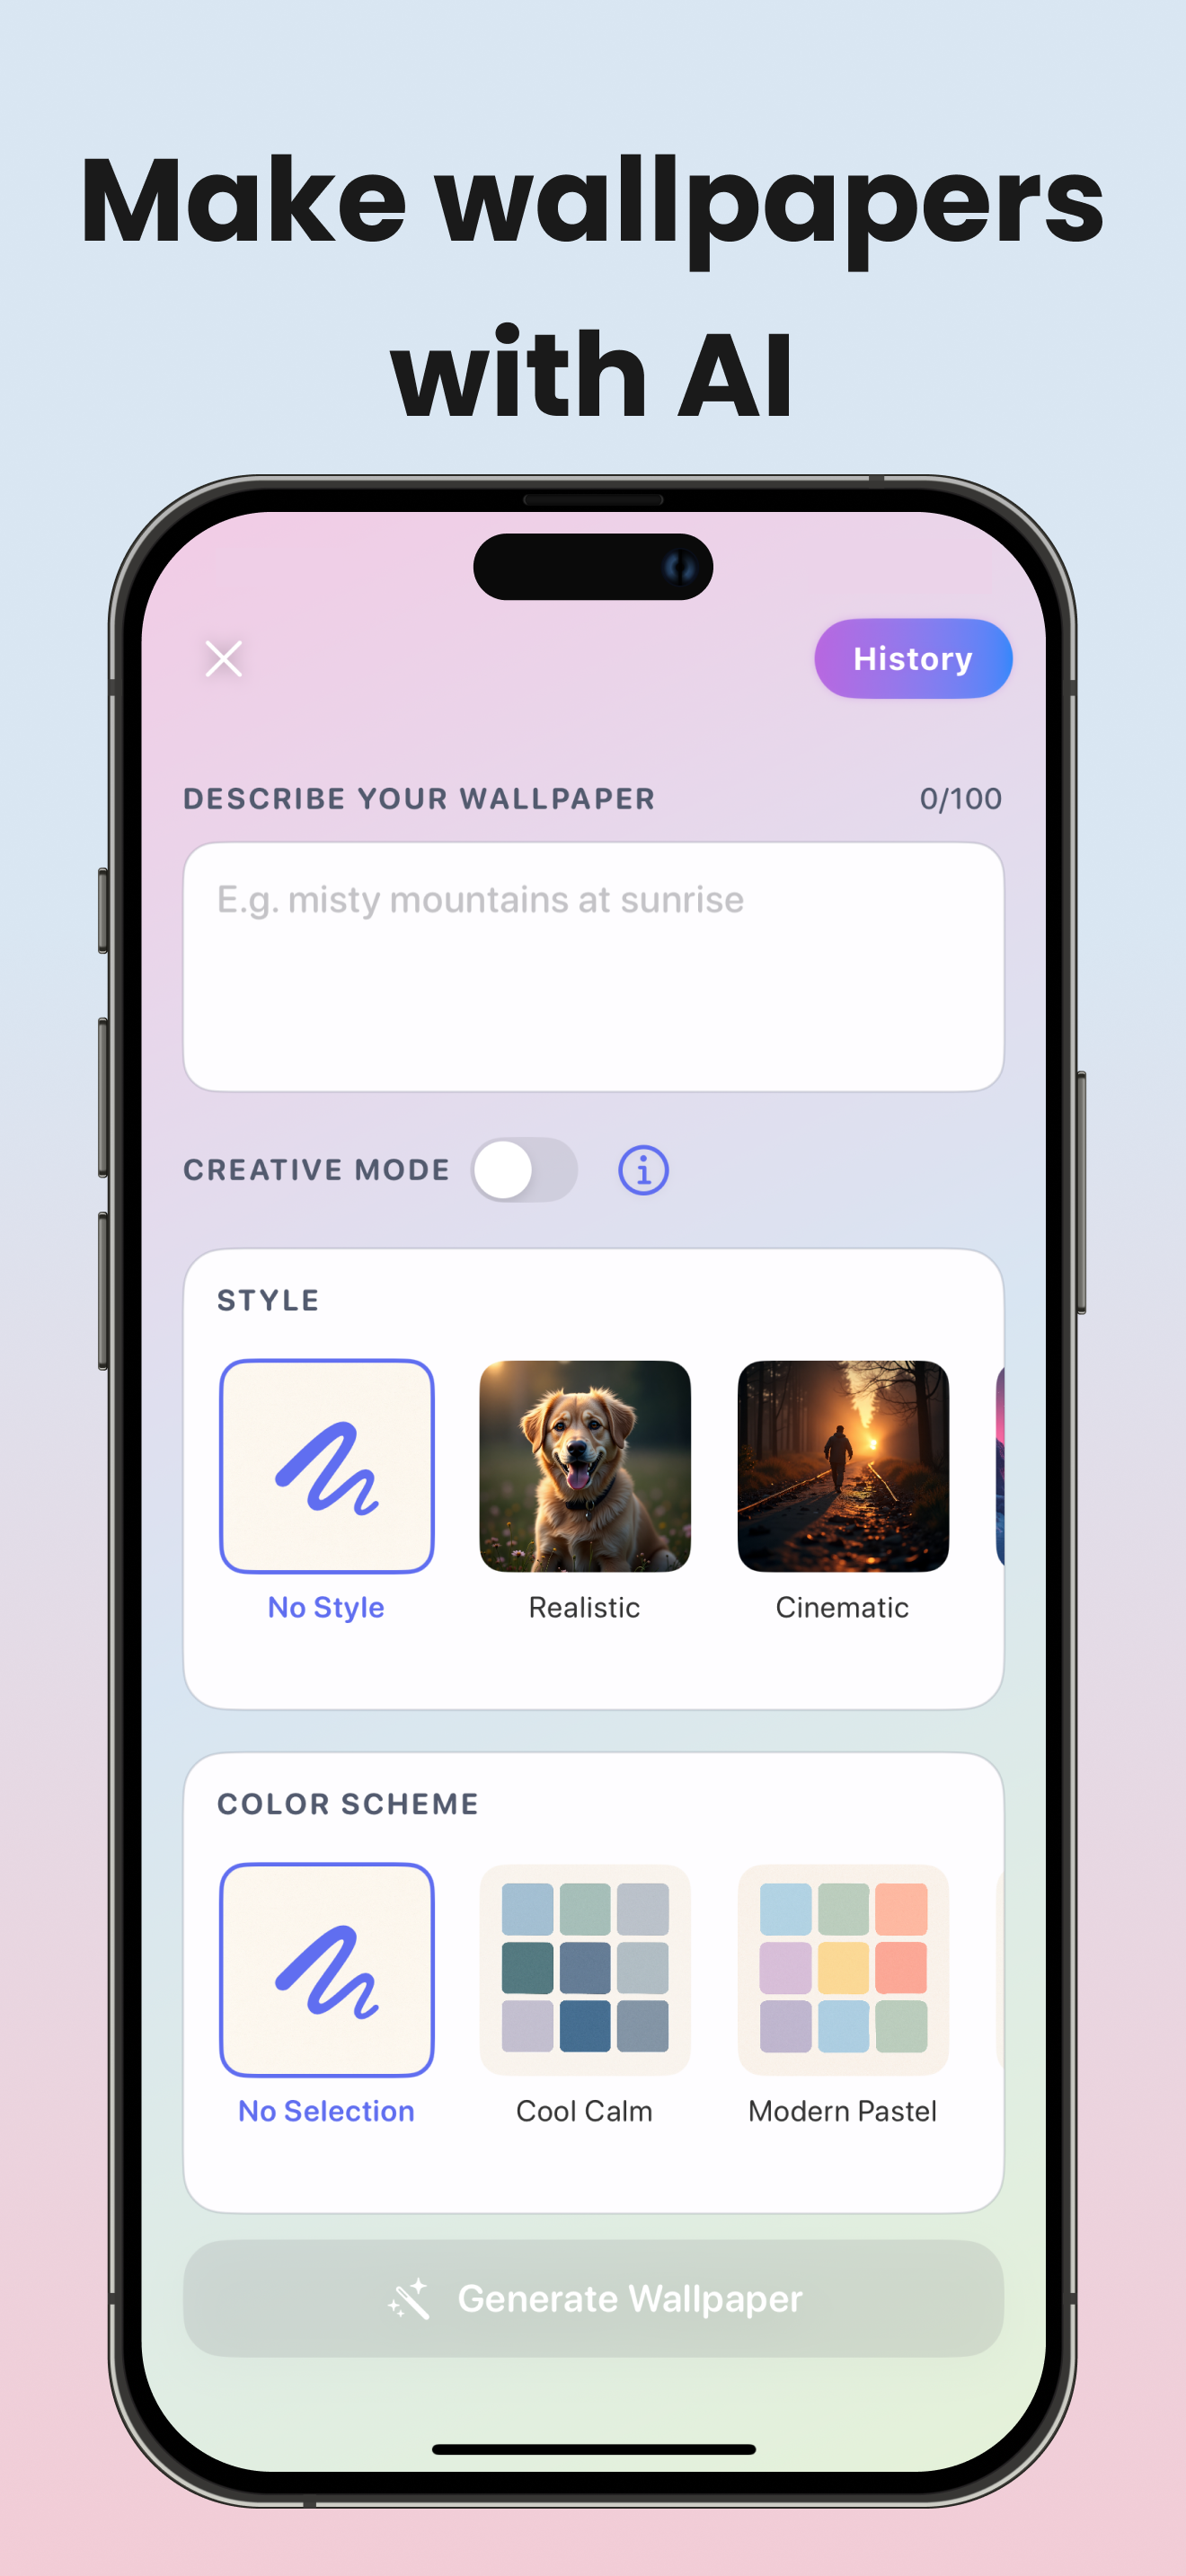 Make wallpapers
with AI
History
DESCRIBE YOUR WALLPAPER 0/100
E.g. misty mountains at sunrise
CREATIVE MODE
STYLE
No Style Realistic Cinematic
COLOR SCHEME
No Selection Cool Calm Modern Pastel
Generate Wallpaper